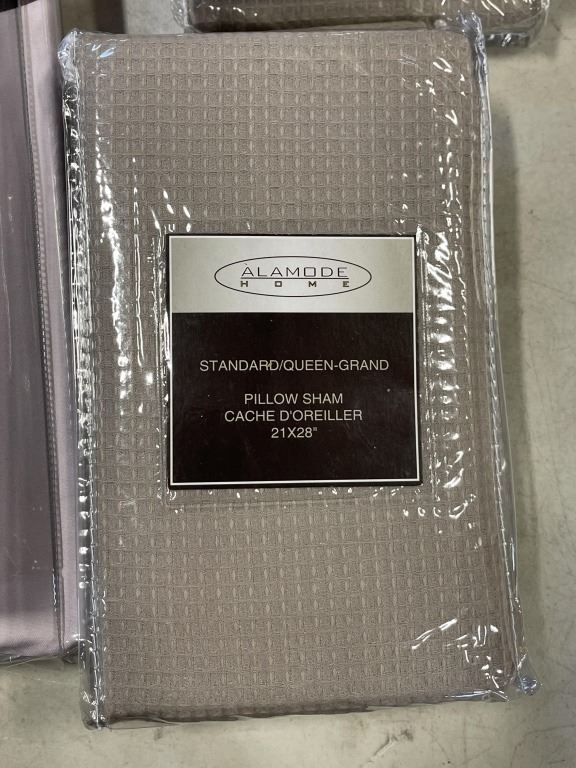 ÀLAMODE
HOME
STANDARD/QUEEN-GRAND
PILLOW SHAM
CACHE D'OREILLER
21X28"